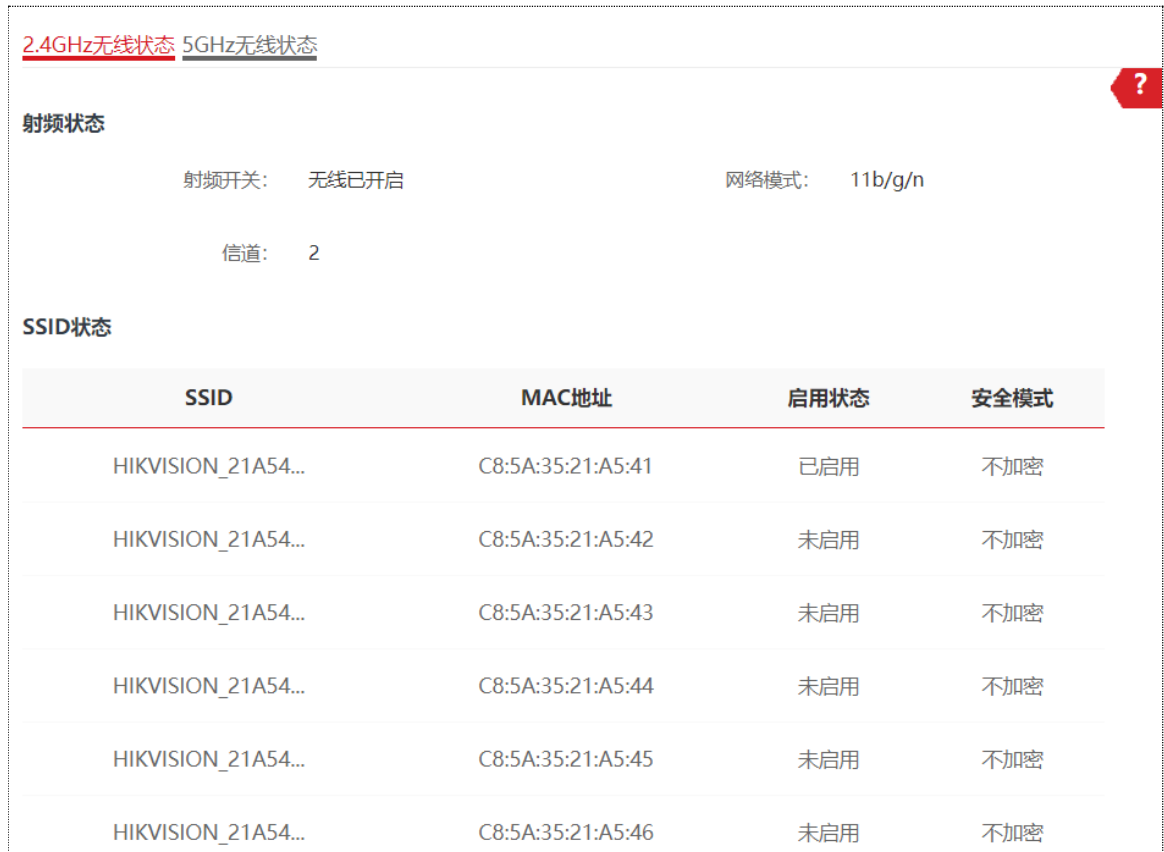 2.4GHz无线状态 5GHz无线状态
?
射频状态
射频开关： 无线已开启 网络模式： 11b/g/n
信道： 2
SSID状态
SSID MAC地址 启用状态 安全模式
HIKVISION_21A54... C8:5A:35:21:A5:41 已启用 不加密
HIKVISION_21A54... C8:5A:35:21:A5:42 未启用 不加密
HIKVISION_21A54... C8:5A:35:21:A5:43 未启用 不加密
HIKVISION_21A54... C8:5A:35:21:A5:44 未启用 不加密
HIKVISION_21A54... C8:5A:35:21:A5:45 未启用 不加密
HIKVISION_21A54... C8:5A:35:21:A5:46 未启用 不加密